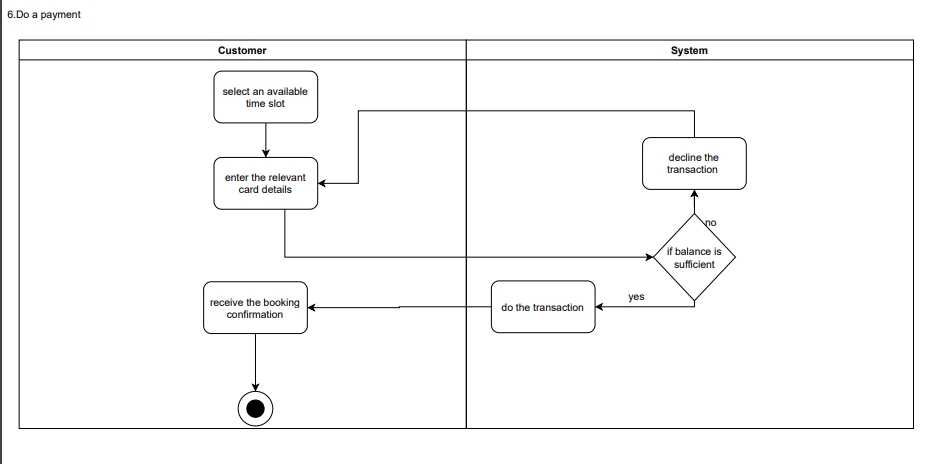 6.Do a payment
Customer
System
select an available
time slot
decline the
transaction
enter the relevant
card details
no
if balance is
sufficient
yes
receive the booking
confirmation
do the transaction